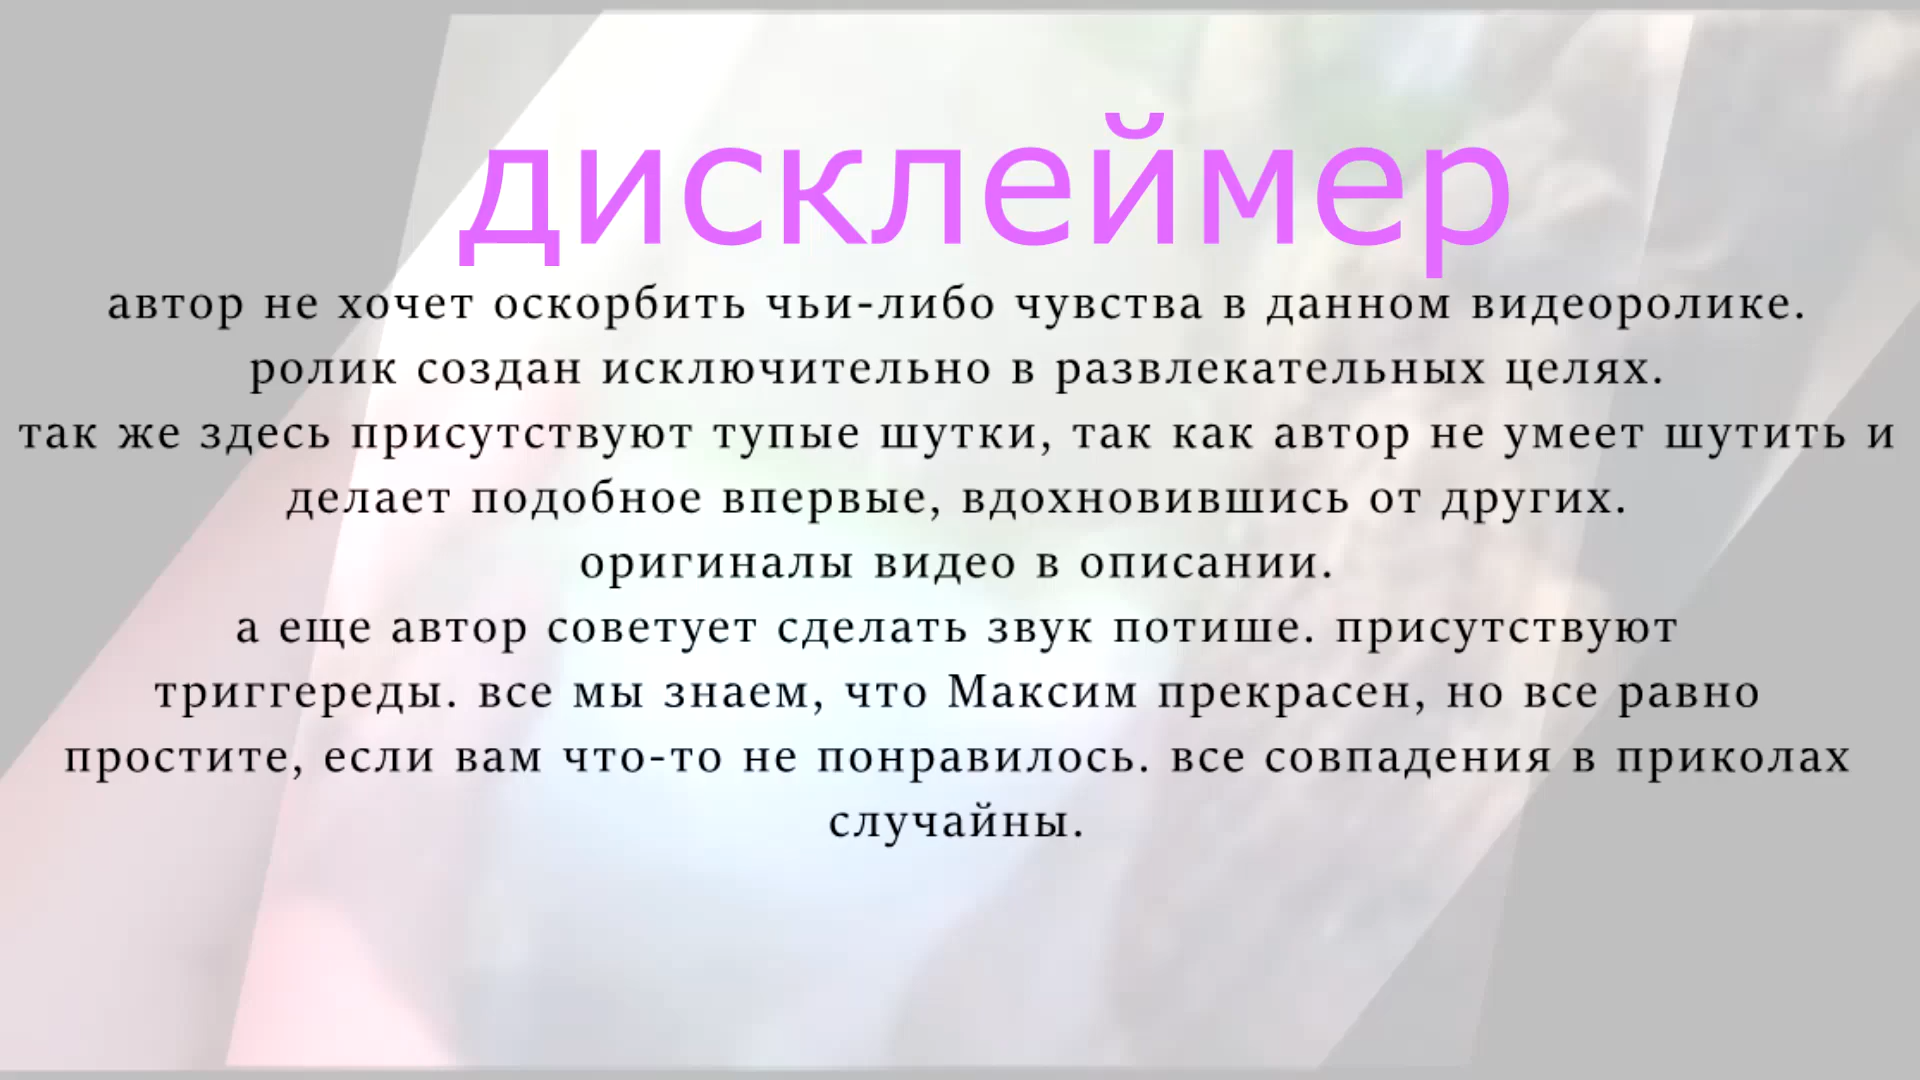 дисклеймер
автор не хочет оскорбить чьи-либо чувства в данном видеоролике.
ролик создан исключительно в развлекательных целях.
так же здесь присутствуют тупые шутки, так как автор не умеет шутить и
делает подобное впервые, вдохновившись от других.
оригиналы видео в описании.
а еще автор советует сделать звук потише. присутствуют
триггереды. все мы знаем, что Максим прекрасен, но все равно
простите, если вам что-то не понравилось. все совпадения в приколах
случайны.